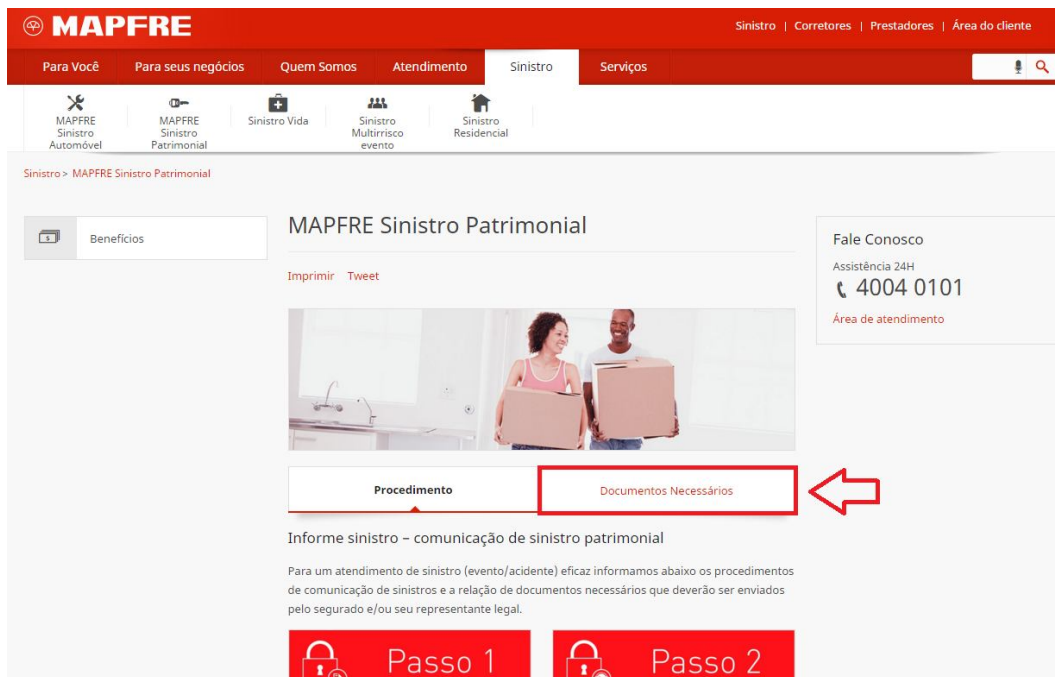 MAPFRE
Sinistro | Corretores | Prestadores | Área do cliente
Para Você Para seus negócios Quem Somos Atendimento Sinistro Serviços
MAPFRE
Sinistro
Automóvel
MAPFRE
Sinistro
Patrimonial
Sinistro Vida
Sinistro
Multirrisco
evento
Sinistro
Residencial
Sinistro > MAPFRE Sinistro Patrimonial
Benefícios
MAPFRE Sinistro Patrimonial
Imprimir Tweet
Fale Conosco
Assistência 24H
4004 0101
Área de atendimento
Procedimento
Documentos Necessários
Informe sinistro – comunicação de sinistro patrimonial
Para um atendimento de sinistro (evento/acidente) eficaz informamos abaixo os procedimentos
de comunicação de sinistros e a relação de documentos necessários que deverão ser enviados
pelo segurado e/ou seu representante legal.
Passo 1
Passo 2